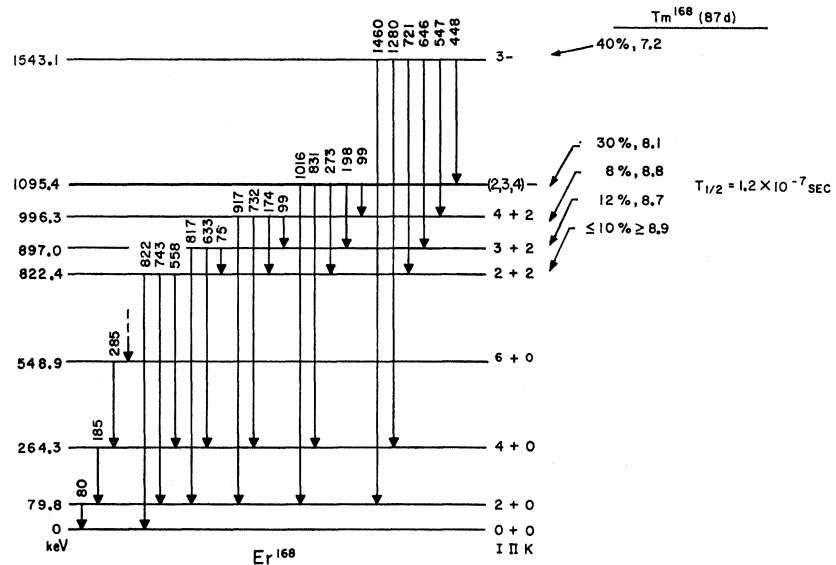 Tm168 (87d)
1460 1280 721 646 547 448
40%, 7.2
1543.1 3-
1016 831 273 198 99
30%, 8.1
8%, 8.8
T1/2 = 1.2 × 10-7 SEC
12%, 8.7
≤10% ≥8.9
1095.4 (2,3,4)-
917 732 174 99
996.3 4 + 2
817 633 75
897.0 3 + 2
822 743 558
822.4 2 + 2
285
548.9 6 + 0
185
264.3 4 + 0
80
79.8 2 + 0
0 0 + 0
keV Er168 I Π K